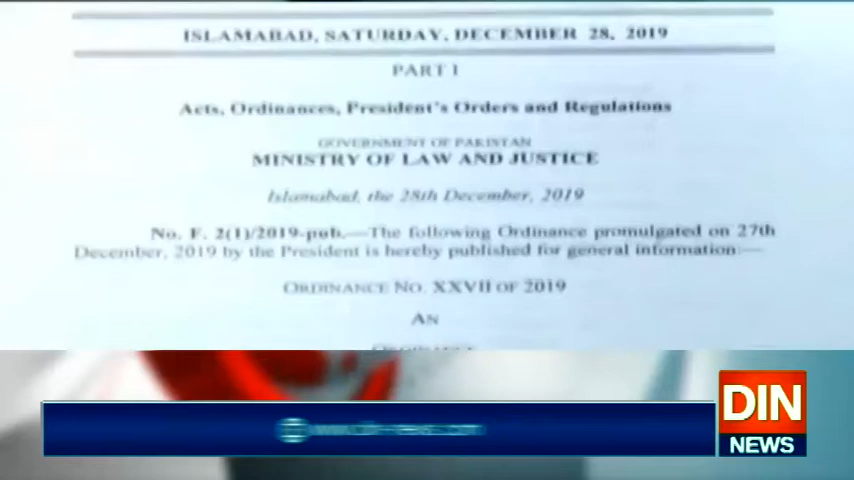 ISLAMABAD, SATURDAY, DECEMBER 28, 2019
PART I
Acts, Ordinances, President's Orders and Regulations
GOVERNMENT OF PAKISTAN
MINISTRY OF LAW AND JUSTICE
Islamabad, the 28th December, 2019
No. F. 2(1)/2019-pub.—The following Ordinance promulgated on 27th
December, 2019 by the President is hereby published for general information:—
ORDINANCE NO. XXVII OF 2019
AN
DIN
NEWS